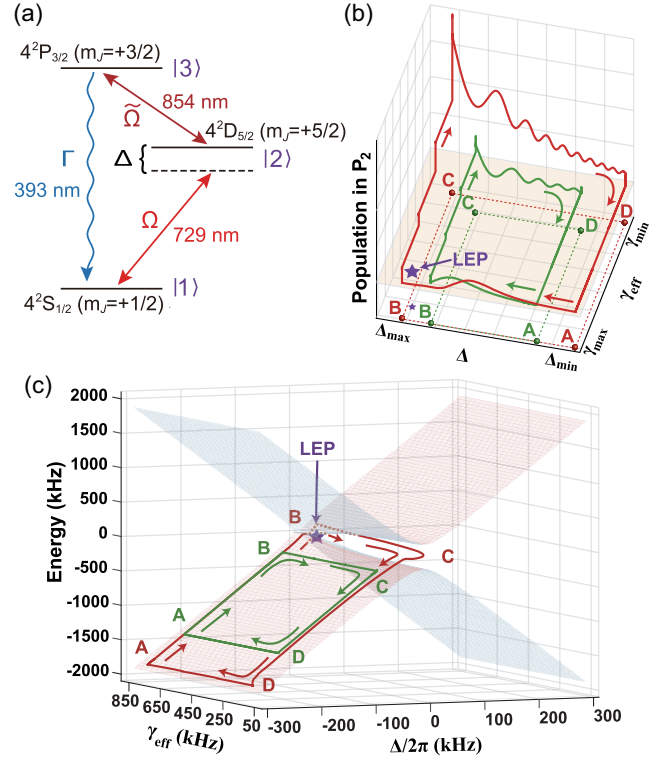 (a)
4²P₃/₂ (mJ=+3/2) |3⟩
854 nm
Ω̃
4²D₅/₂ (mJ=+5/2)
Γ
Δ
|2⟩
393 nm
Ω
729 nm
|1⟩
4²S₁/₂ (mJ=+1/2)
(b)
Population in P₂
C
C
D
D
LEP
B
B
A
A
Δmax
Δ
Δmin
γmax
γeff
γmin
(c)
Energy (kHz)
2000
1500
1000
500
0
-500
-1000
-1500
-2000
LEP
B
B
C
C
A
A
D
D
850
650
450
250
50
γeff (kHz)
-300
-200
-100
0
100
200
300
Δ/2π (kHz)